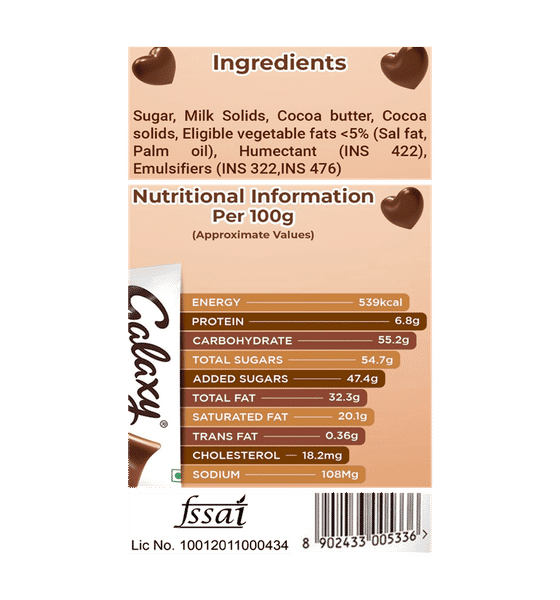 Ingredients
Sugar, Milk Solids, Cocoa butter, Cocoa
solids, Eligible vegetable fats <5% (Sal fat,
Palm oil), Humectant (INS 422),
Emulsifiers (INS 322,INS 476)
Nutritional Information
Per 100g
(Approximate Values)
Galaxy®
ENERGY 539kcal
PROTEIN 6.8g
CARBOHYDRATE 55.2g
TOTAL SUGARS 54.7g
ADDED SUGARS 47.4g
TOTAL FAT 32.3g
SATURATED FAT 20.1g
TRANS FAT 0.36g
CHOLESTEROL 18.2mg
SODIUM 108Mg
fssai
Lic No. 10012011000434
8 902433 005336 >